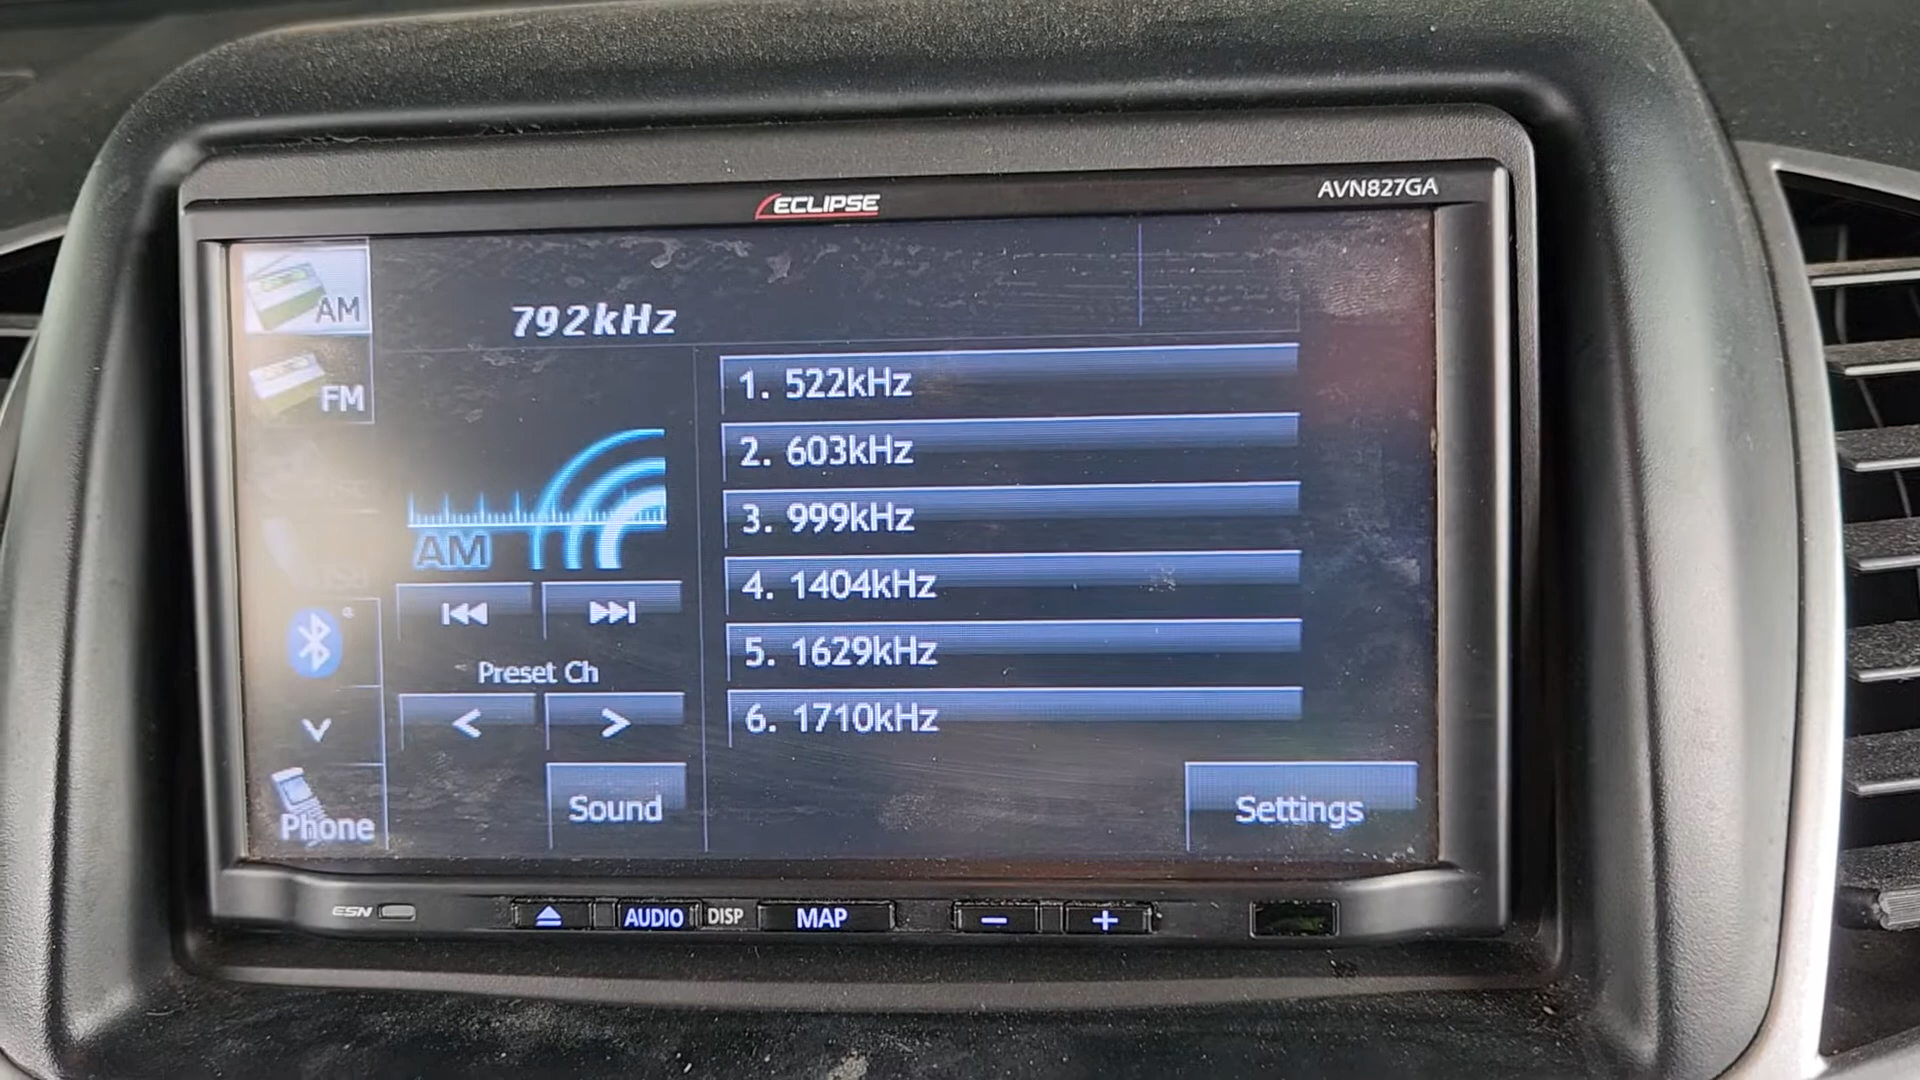 ECLIPSE
AVN827GA
AM
792kHz
FM
1. 522kHz
2. 603kHz
3. 999kHz
AM
4. 1404kHz
5. 1629kHz
Preset Ch
6. 1710kHz
<
>
Phone
Sound
Settings
ESN
AUDIO
DISP
MAP
−
+